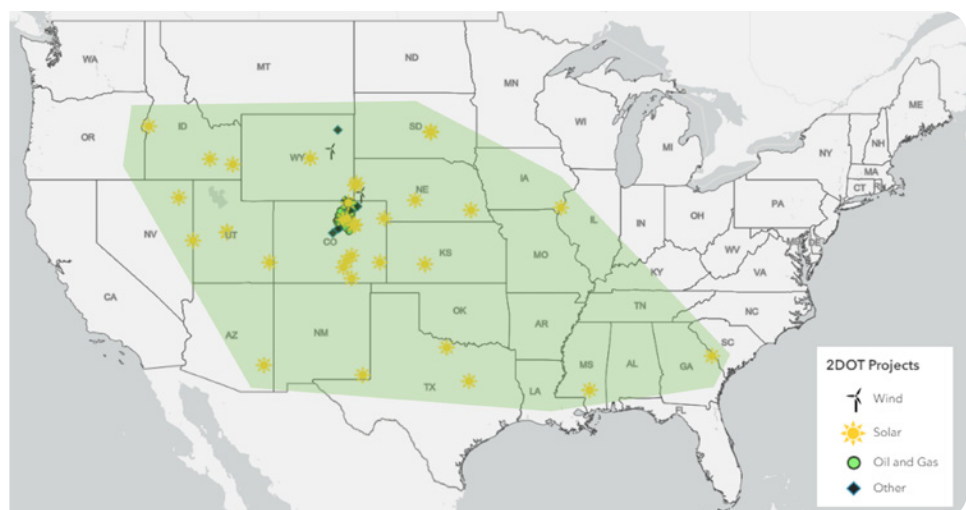 WA
MT
ND
MN
ME
OR
ID
SD
WI
MI
NY
NH
MA
CT
WY
IA
NE
PA
NV
UT
CO
IL
IN
OH
DE
WV
KS
MO
KY
VA
CA
TN
NC
OK
AZ
NM
AR
SC
MS
AL
GA
TX
LA
FL
2DOT Projects
Wind
Solar
Oil and Gas
Other